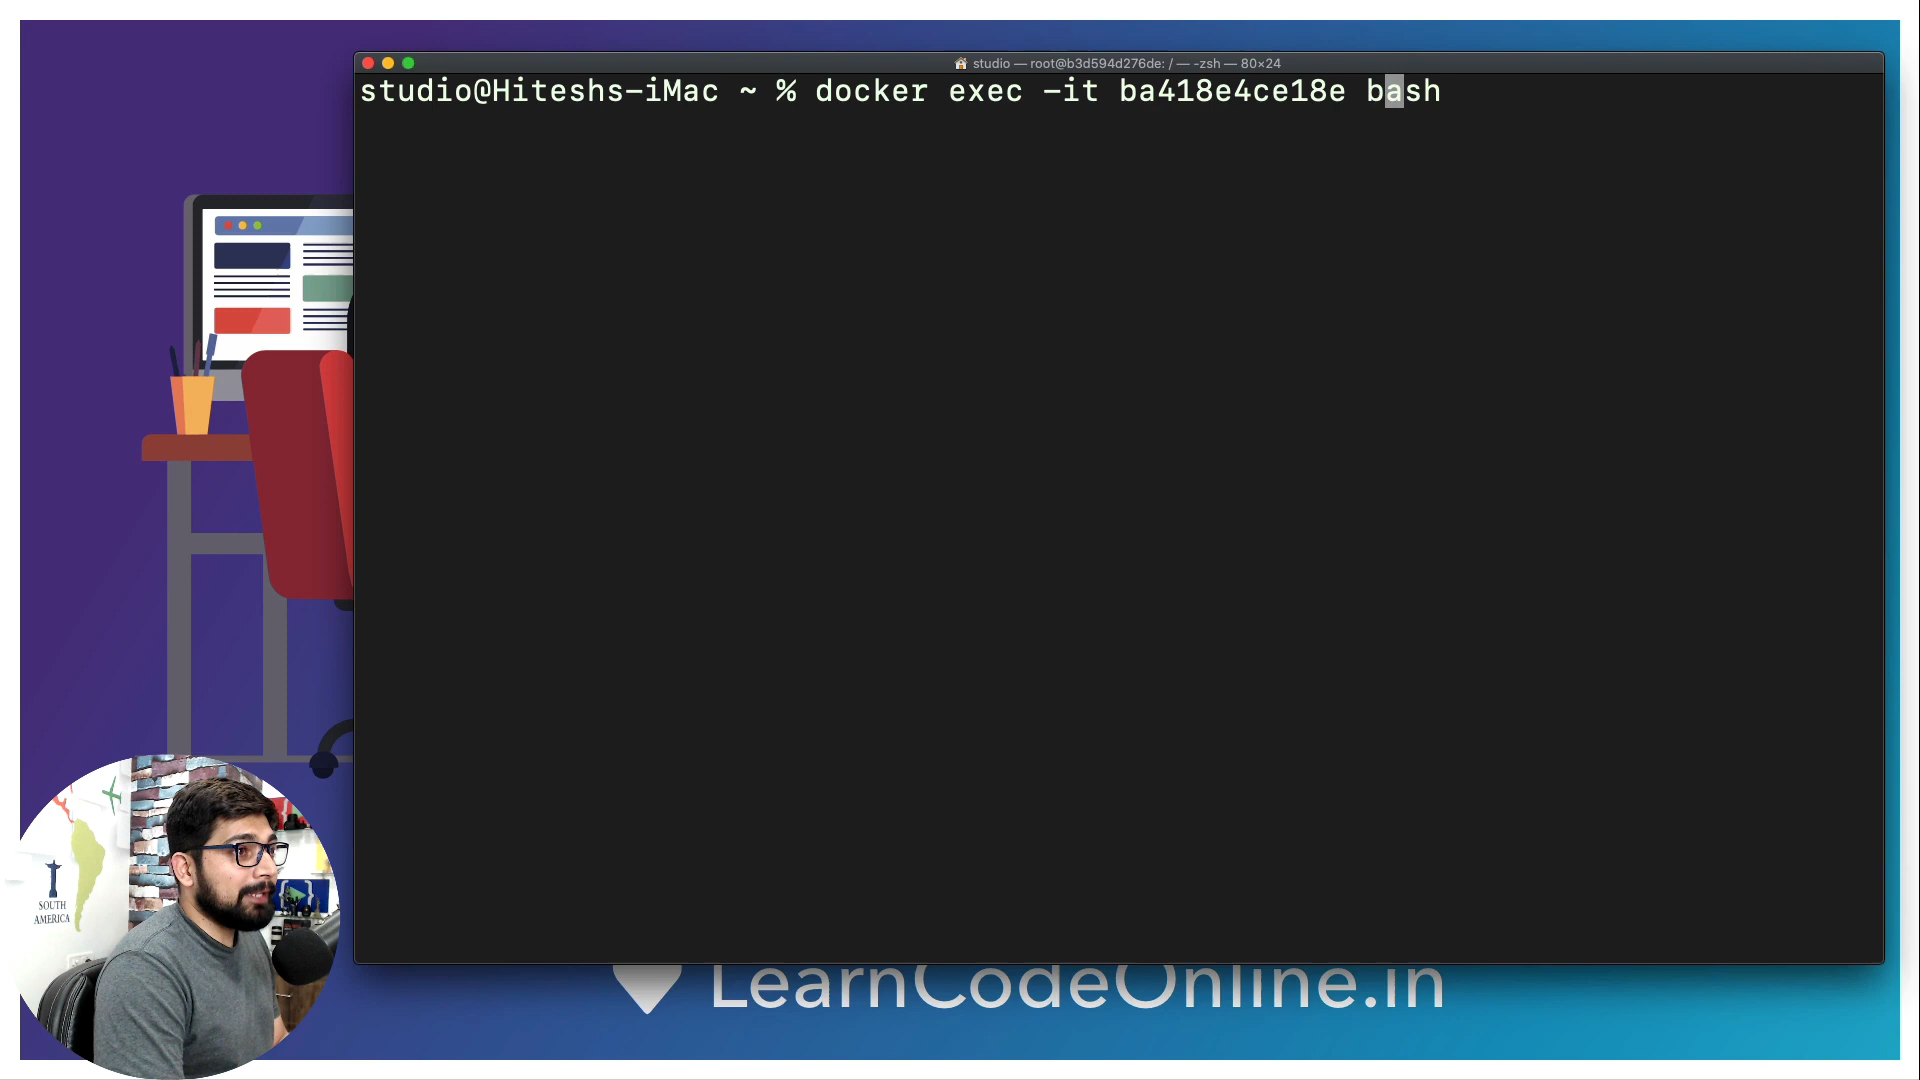 studio — root@b3d594d276de: / — -zsh — 80×24
studio@Hiteshs-iMac ~ % docker exec -it ba418e4ce18e bash
SOUTH
AMERICA
LearnCodeOnline.in